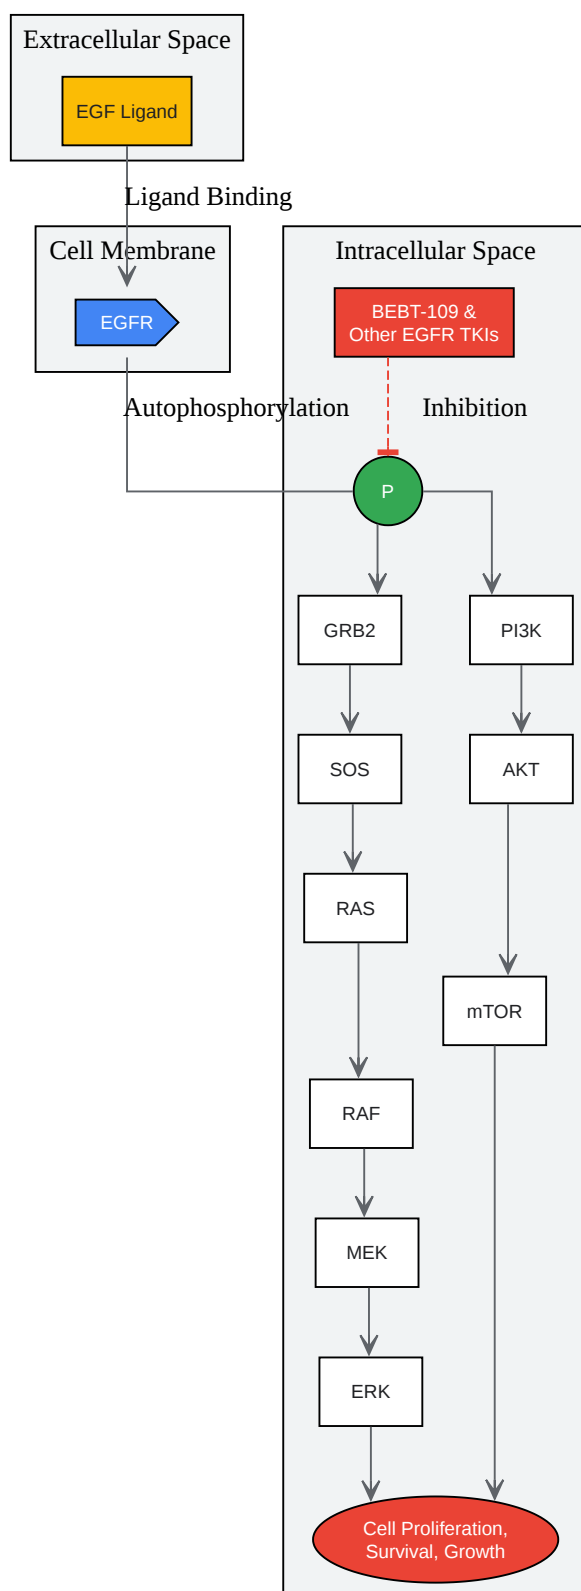 Extracellular Space
EGF Ligand
Ligand Binding
Cell Membrane
EGFR
Intracellular Space
BEBT-109 &
Other EGFR TKIs
Autophosphorylation
Inhibition
P
GRB2
PI3K
SOS
AKT
RAS
mTOR
RAF
MEK
ERK
Cell Proliferation,
Survival, Growth